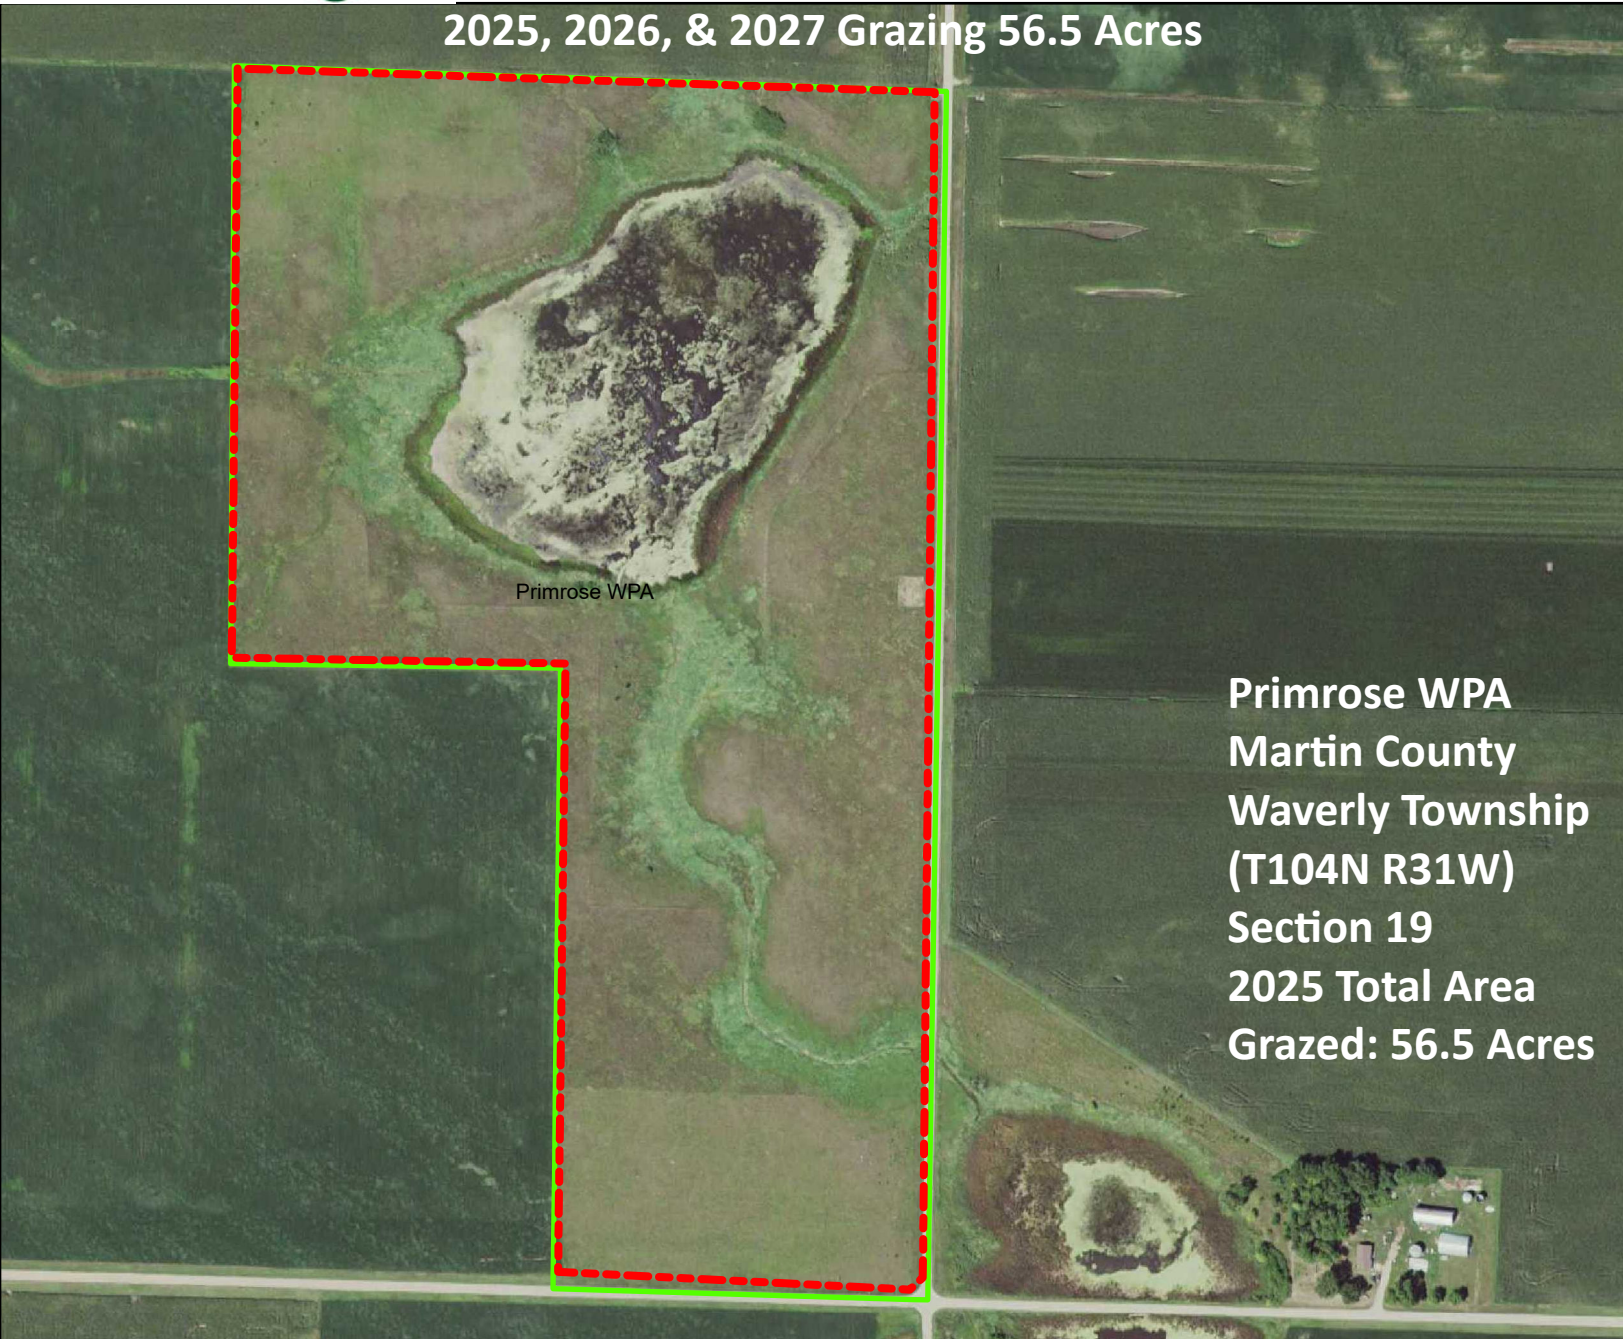 2025, 2026, & 2027 Grazing 56.5 Acres
Primrose WPA
Primrose WPA
Martin County
Waverly Township
(T104N R31W)
Section 19
2025 Total Area
Grazed: 56.5 Acres